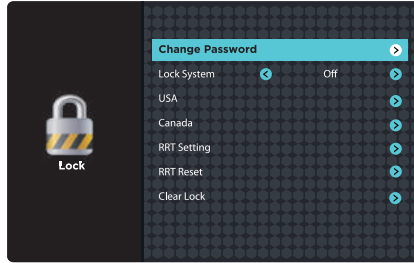 Change Password
Lock System Off
USA
Canada
RRT Setting
RRT Reset
Clear Lock
Lock